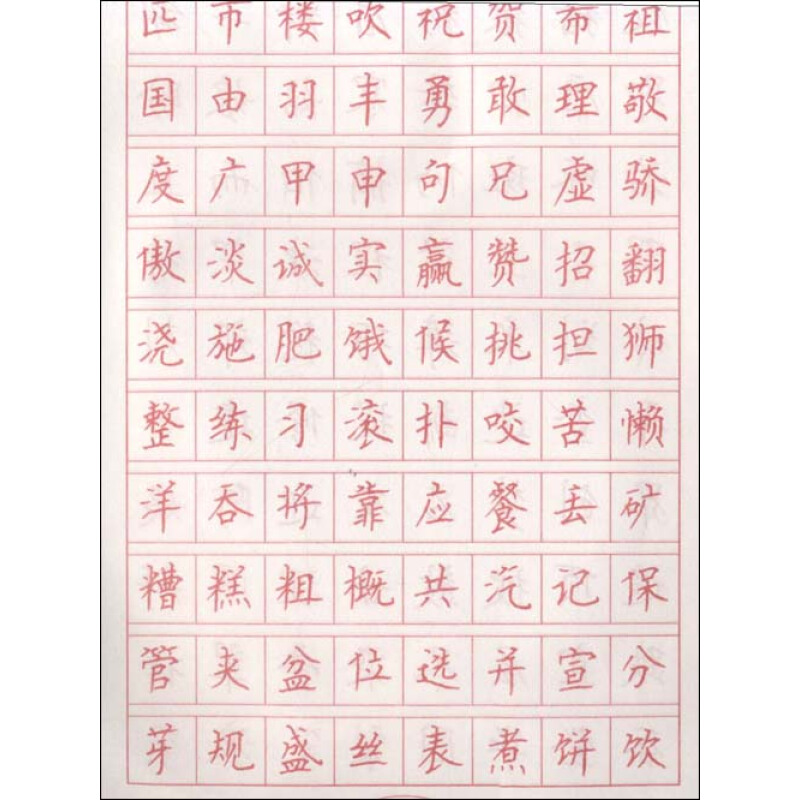 匹 币 楼 吹 祝 贺 布 祖
国 由 羽 丰 勇 敢 理 敬
度 广 甲 申 句 兄 虚 骄
傲 淡 诚 实 赢 赞 招 翻
浇 施 肥 饿 候 挑 担 狮
整 练 习 滚 扑 咬 苦 懒
洋 吞 将 靠 应 餐 丢 矿
糟 糕 粗 概 共 汽 记 保
管 夹 盆 位 选 并 宣 分
芽 规 盛 丝 表 煮 饼 饮